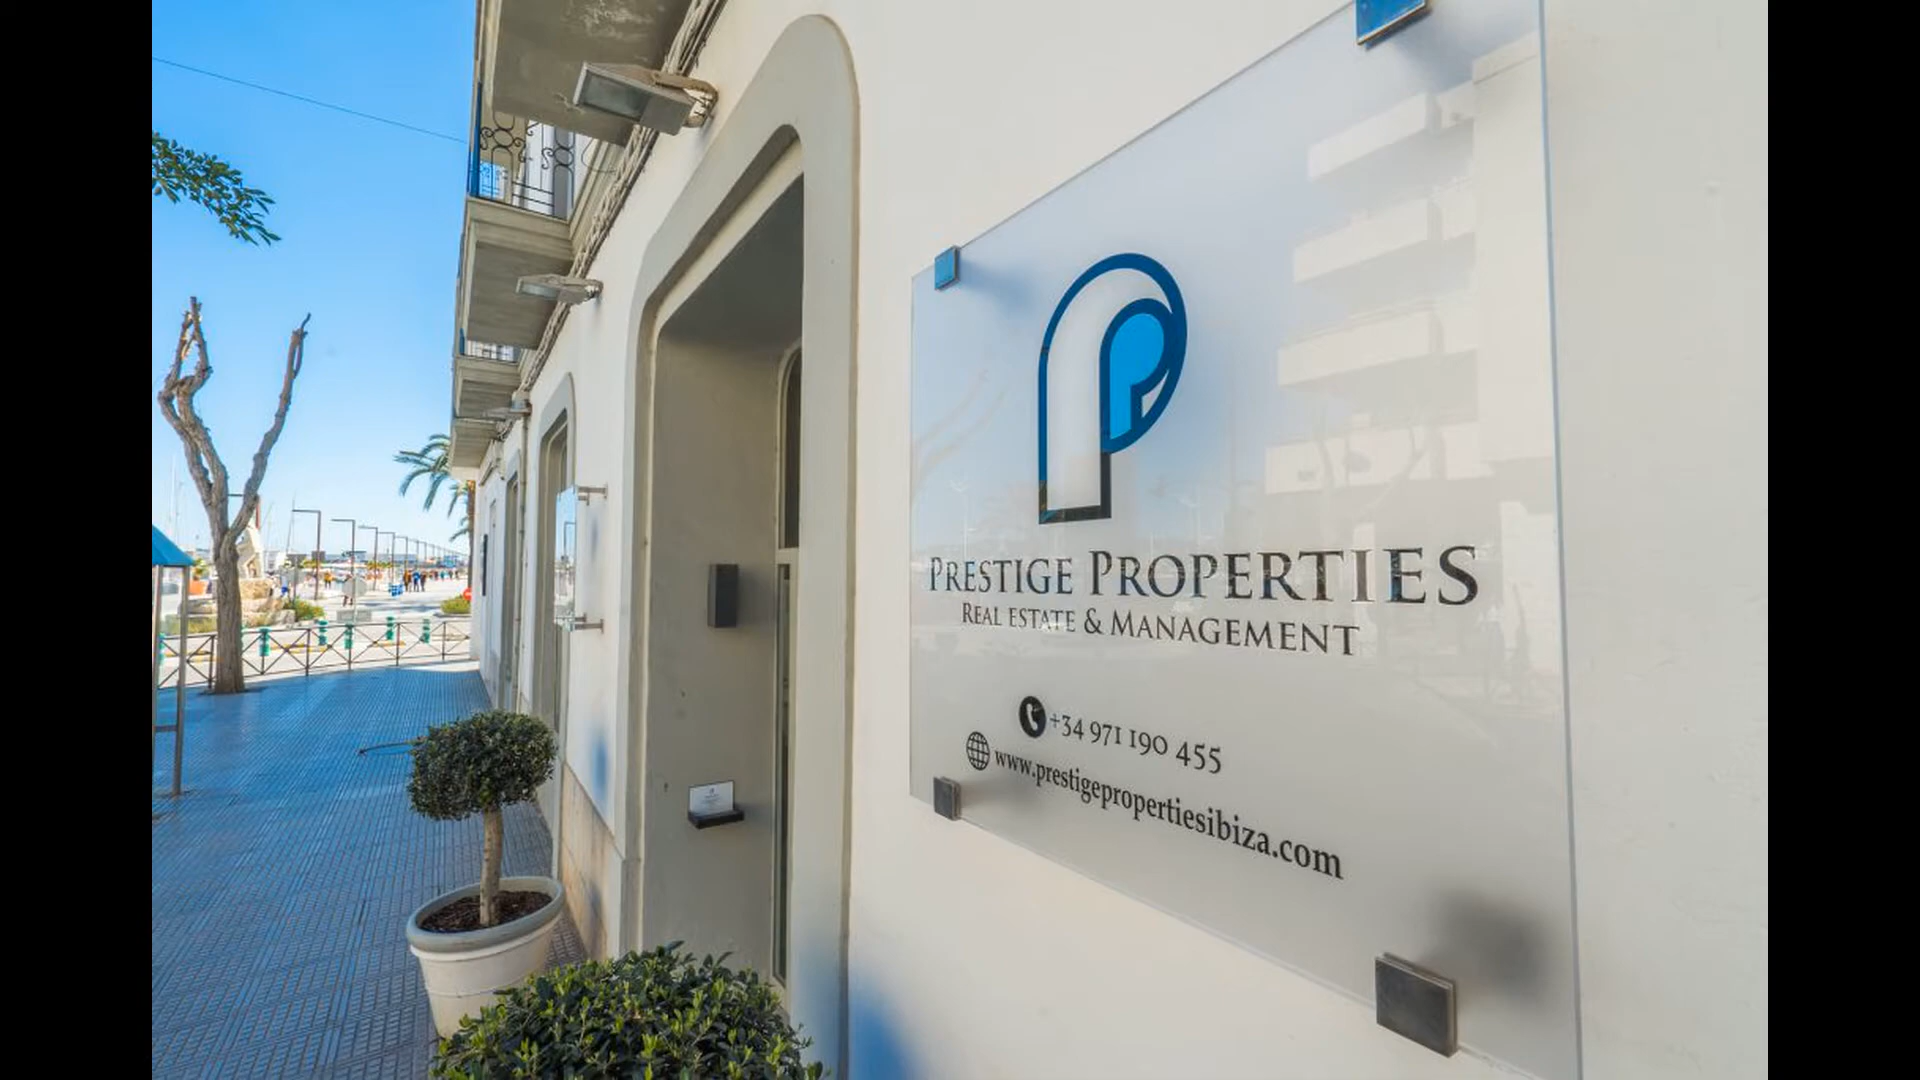 PRESTIGE PROPERTIES
REAL ESTATE & MANAGEMENT
+34 971 190 455
www.prestigepropertiesibiza.com